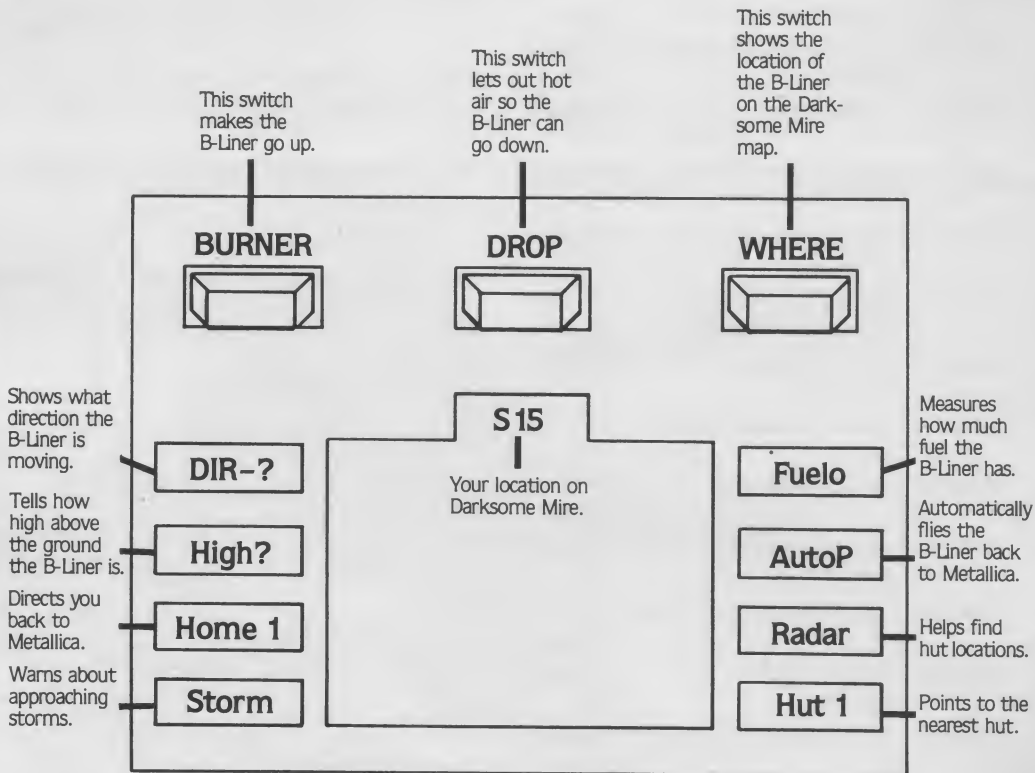 This switch
makes the
B-Liner go up.
This switch
lets out hot
air so the
B-Liner can
go down.
This switch
shows the
location of
the B-Liner
on the Dark-
some Mire
map.
BURNER
DROP
WHERE
Shows what
direction the
B-Liner is
moving.
DIR-?
Tells how
high above
the ground
the B-Liner is.
High?
Directs you
back to
Metallica.
Home 1
Warns about
approaching
storms.
Storm
S 15
Your location on
Darksome Mire.
Measures
how much
fuel the
B-Liner has.
Fuelo
Automatically
flies the
B-Liner back
to Metallica.
AutoP
Helps find
hut locations.
Radar
Points to the
nearest hut.
Hut 1